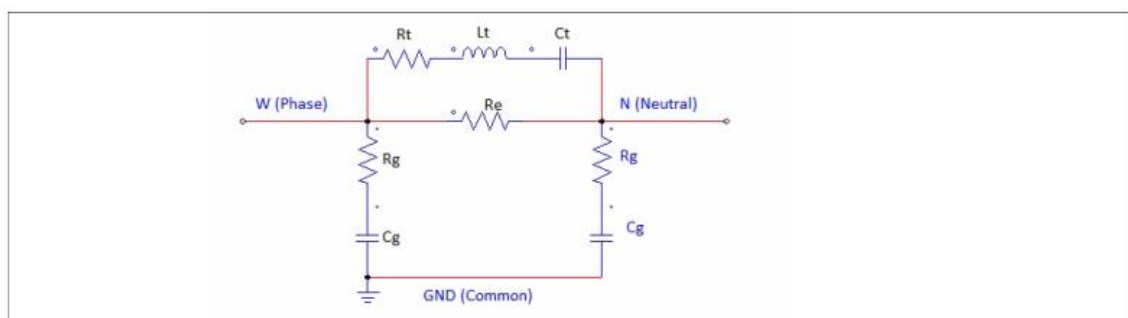 Rt Lt Ct
W (Phase) Re N (Neutral)
Rg Rg
Cg Cg
GND (Common)